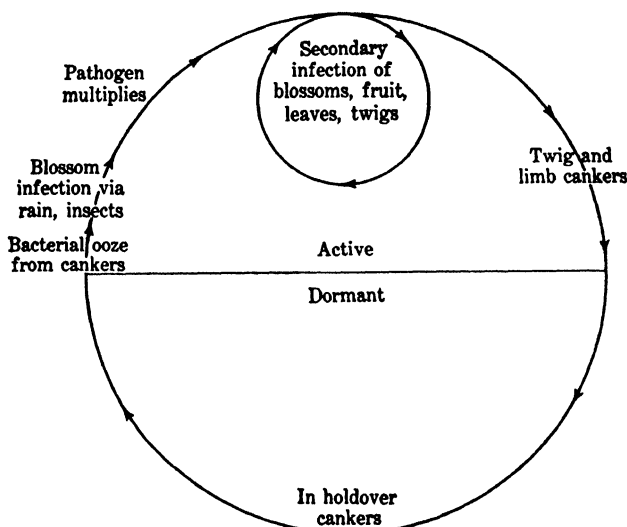 Secondary
infection of
blossoms, fruit,
leaves, twigs
Pathogen
multiplies
Blossom
infection via
rain, insects
Twig and
limb cankers
Bacterial ooze
from cankers
Active
Dormant
In holdover
cankers